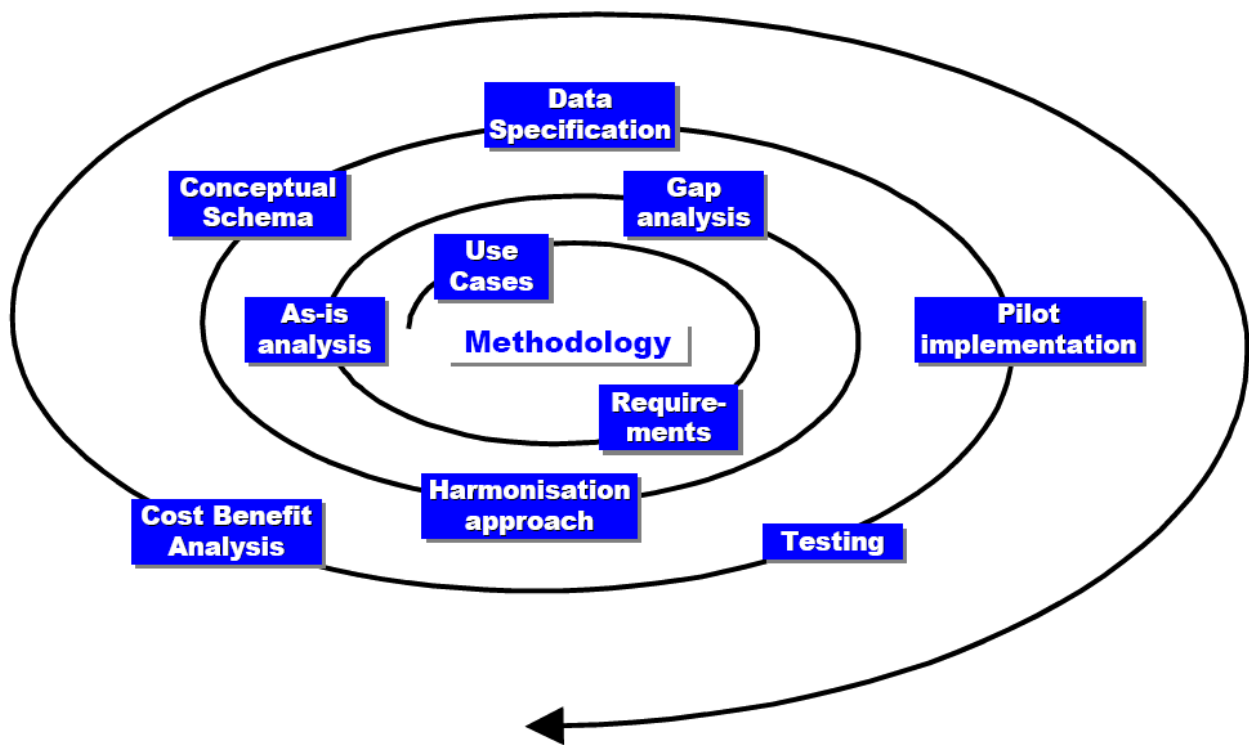 Data
Specification
Conceptual
Schema
Gap
analysis
Use
Cases
As-is
analysis
Methodology
Pilot
implementation
Require-
ments
Harmonisation
approach
Cost Benefit
Analysis
Testing